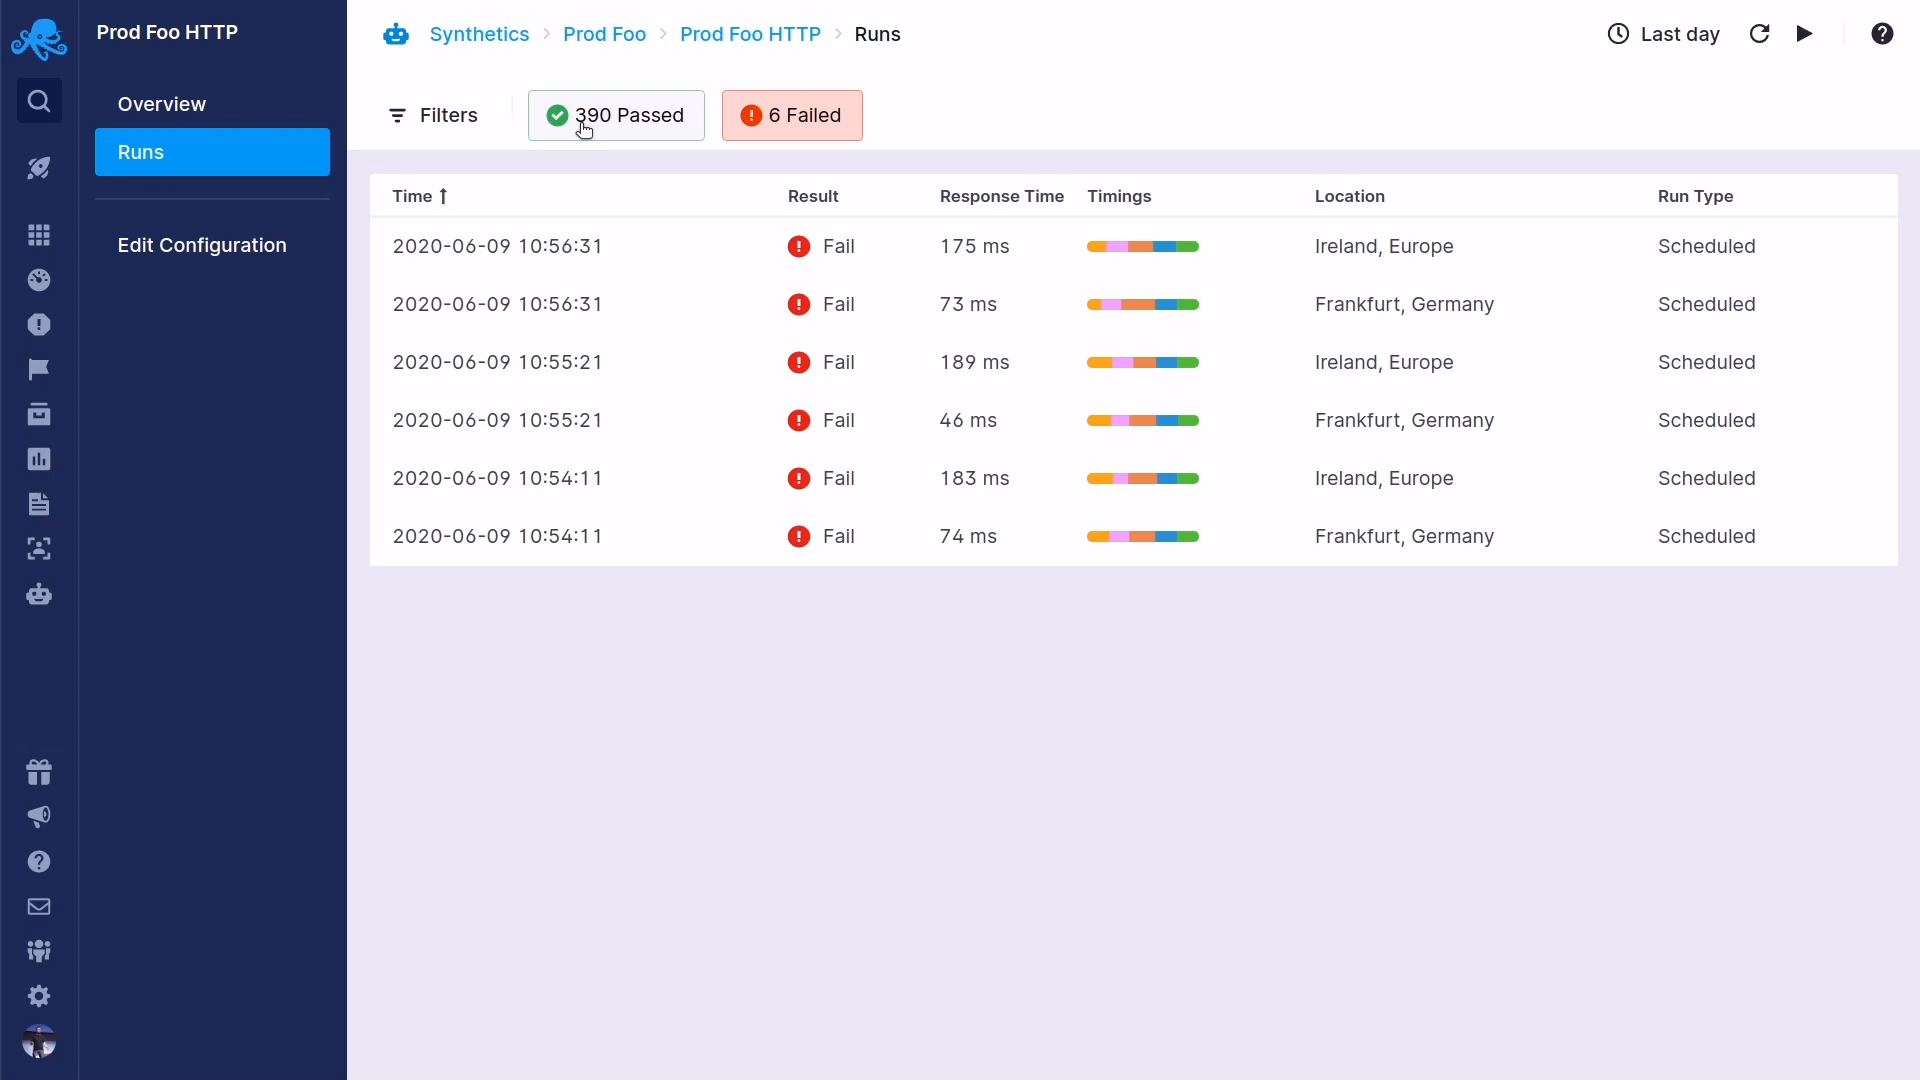 Prod Foo HTTP
Overview
Runs
Edit Configuration
Synthetics > Prod Foo > Prod Foo HTTP > Runs
Last day
Filters
390 Passed
6 Failed
Time ↑ Result Response Time Timings Location Run Type
2020-06-09 10:56:31 Fail 175 ms Ireland, Europe Scheduled
2020-06-09 10:56:31 Fail 73 ms Frankfurt, Germany Scheduled
2020-06-09 10:55:21 Fail 189 ms Ireland, Europe Scheduled
2020-06-09 10:55:21 Fail 46 ms Frankfurt, Germany Scheduled
2020-06-09 10:54:11 Fail 183 ms Ireland, Europe Scheduled
2020-06-09 10:54:11 Fail 74 ms Frankfurt, Germany Scheduled